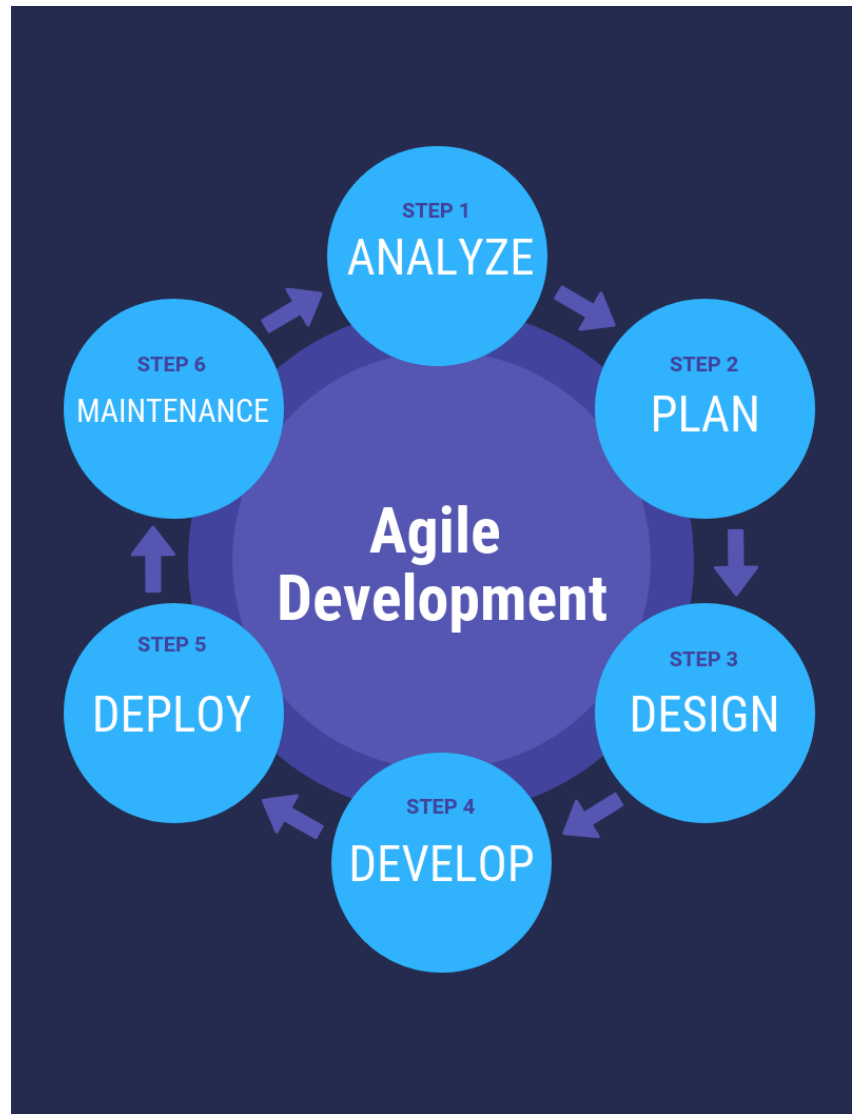 STEP 1
ANALYZE
STEP 2
PLAN
STEP 3
DESIGN
STEP 4
DEVELOP
STEP 5
DEPLOY
STEP 6
MAINTENANCE
Agile
Development